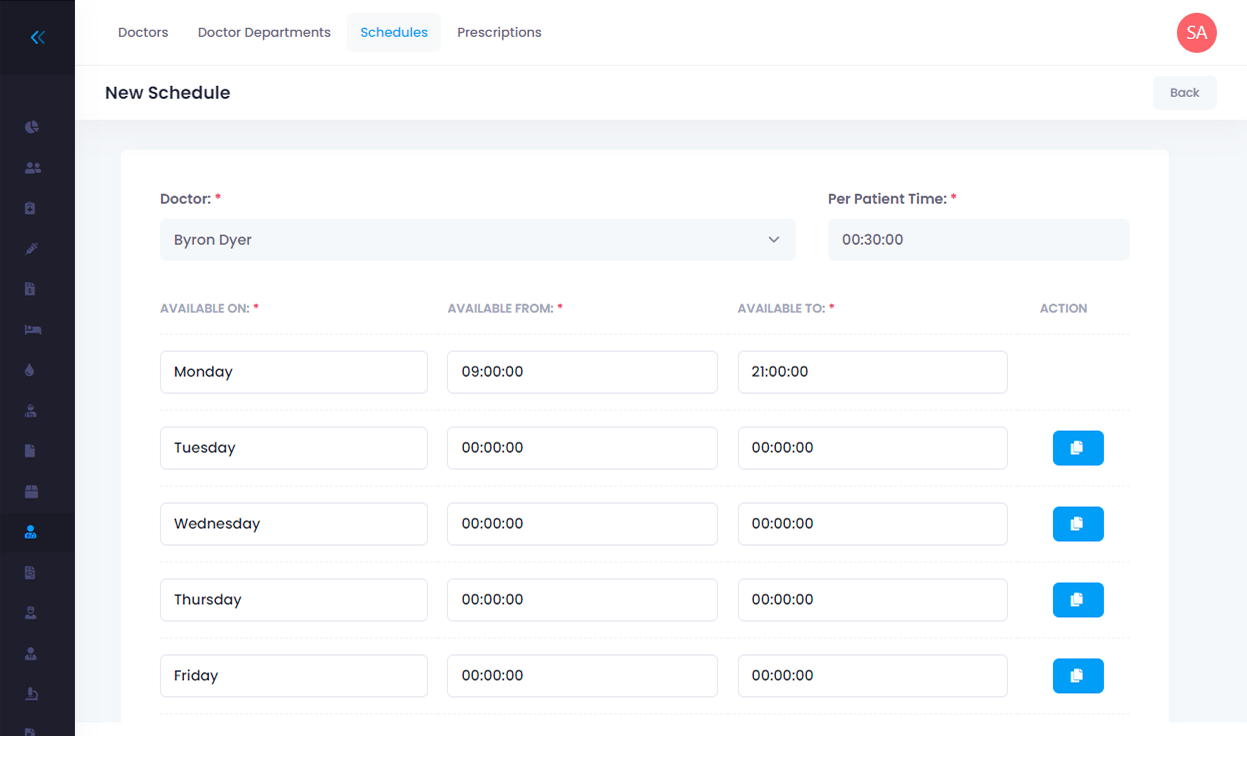 Doctors Doctor Departments Schedules Prescriptions SA
New Schedule Back
Doctor: * Per Patient Time: *
Byron Dyer 00:30:00
AVAILABLE ON: * AVAILABLE FROM: * AVAILABLE TO: * ACTION
Monday 09:00:00 21:00:00
Tuesday 00:00:00 00:00:00
Wednesday 00:00:00 00:00:00
Thursday 00:00:00 00:00:00
Friday 00:00:00 00:00:00